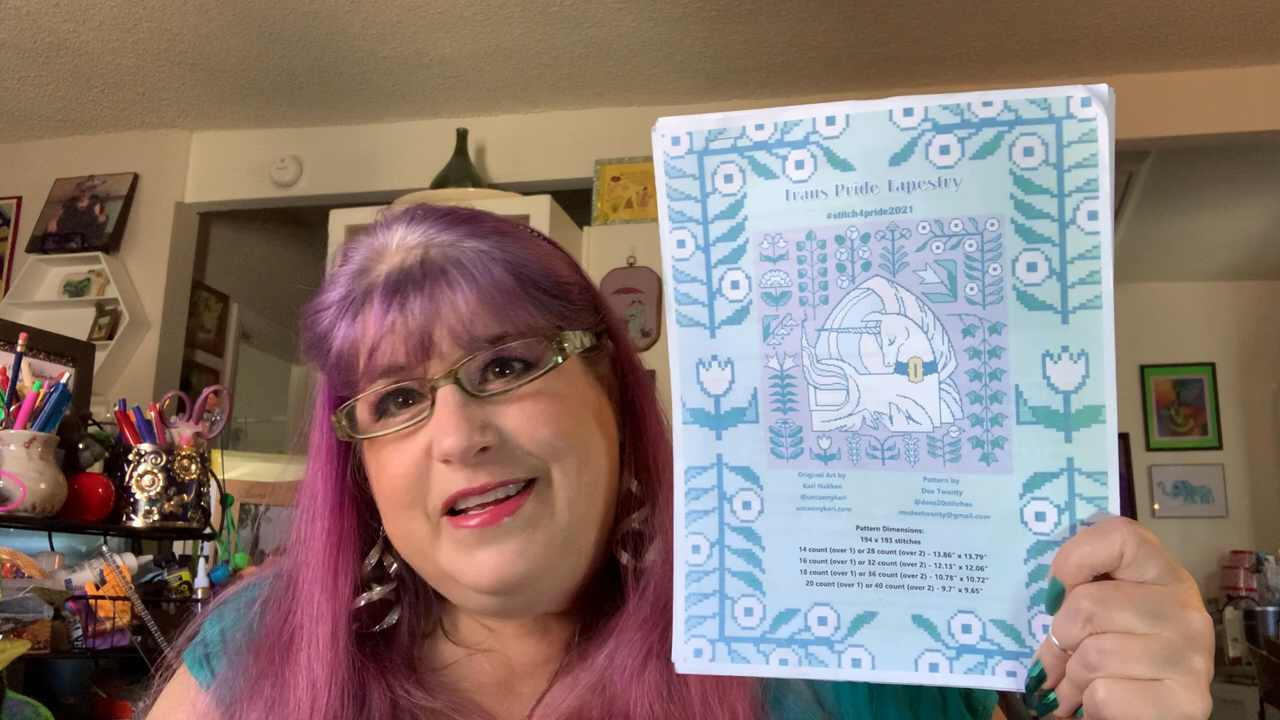 Trans Pride Tapestry
#stitch4pride2021
Original Art by
Kari Nakken
@uncannykari
uncannykari.com
Pattern by
Dee Twenty
@dees20stitches
mxdeetwenty@gmail.com
Pattern Dimensions:
194 x 193 stitches
14 count (over 1) or 28 count (over 2) - 13.86" x 13.79"
16 count (over 1) or 32 count (over 2) - 12.13" x 12.06"
18 count (over 1) or 36 count (over 2) - 10.78" x 10.72"
20 count (over 1) or 40 count (over 2) - 9.7" x 9.65"